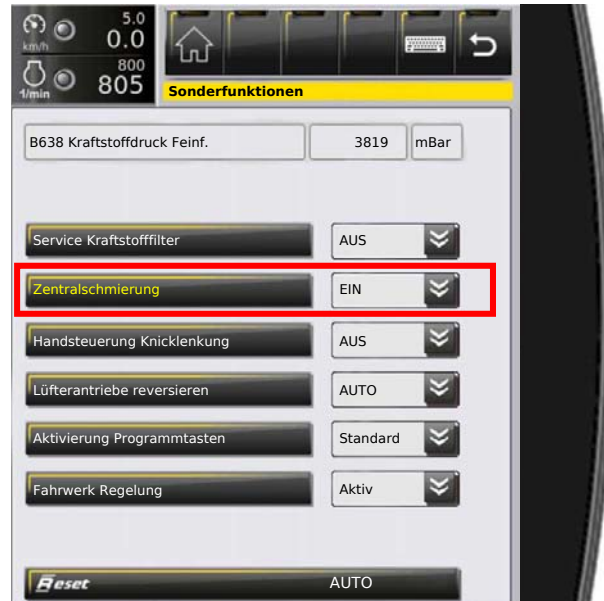 5.0
km/h 0.0
800
1/min 805
Sonderfunktionen
B638 Kraftstoffdruck Feinf. 3819 mBar
Service Kraftstofffilter AUS
Zentralschmierung EIN
Handsteuerung Knicklenkung AUS
Lüfterantriebe reversieren AUTO
Aktivierung Programmtasten Standard
Fahrwerk Regelung Aktiv
Reset AUTO